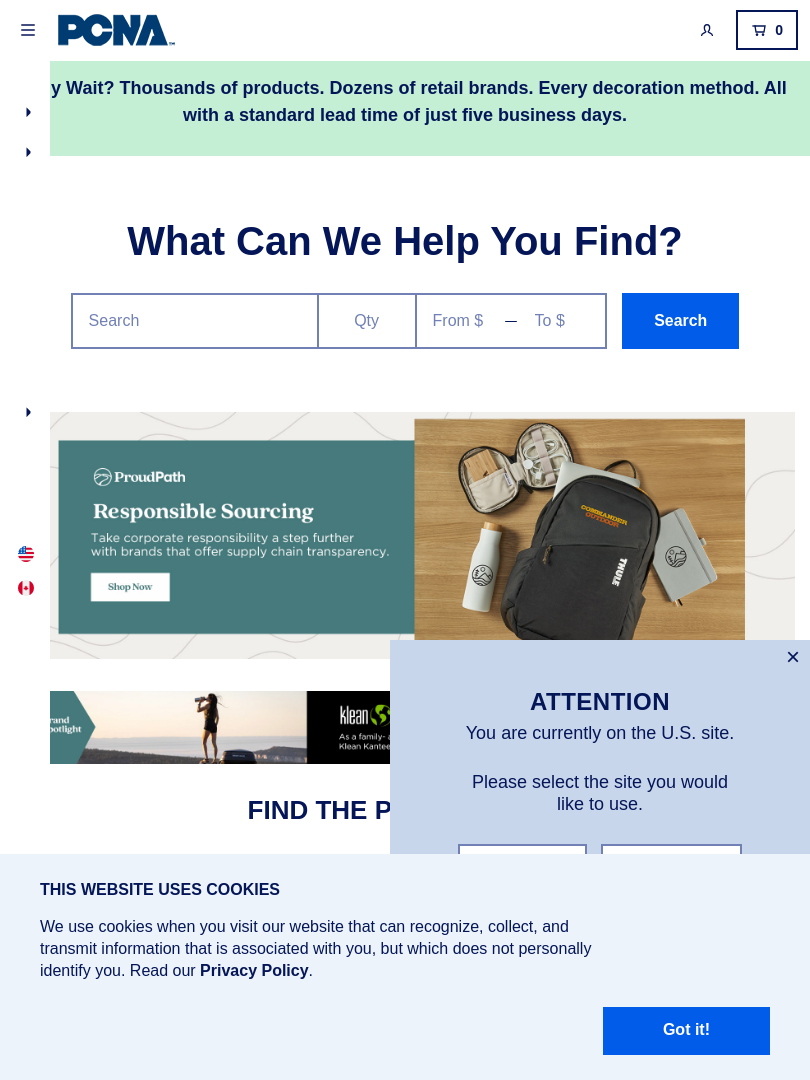 PCNA
0
y Wait? Thousands of products. Dozens of retail brands. Every decoration method. All
with a standard lead time of just five business days.
What Can We Help You Find?
Search
Qty
From $ — To $
Search
ProudPath
Responsible Sourcing
Take corporate responsibility a step further
with brands that offer supply chain transparency.
Shop Now
COMMANDER
OUTDOOR
THULE
rand
potlight
klean
As a family- a
Klean Kantee
×
ATTENTION
You are currently on the U.S. site.
Please select the site you would
like to use.
FIND THE P
THIS WEBSITE USES COOKIES
We use cookies when you visit our website that can recognize, collect, and
transmit information that is associated with you, but which does not personally
identify you. Read our Privacy Policy.
Got it!